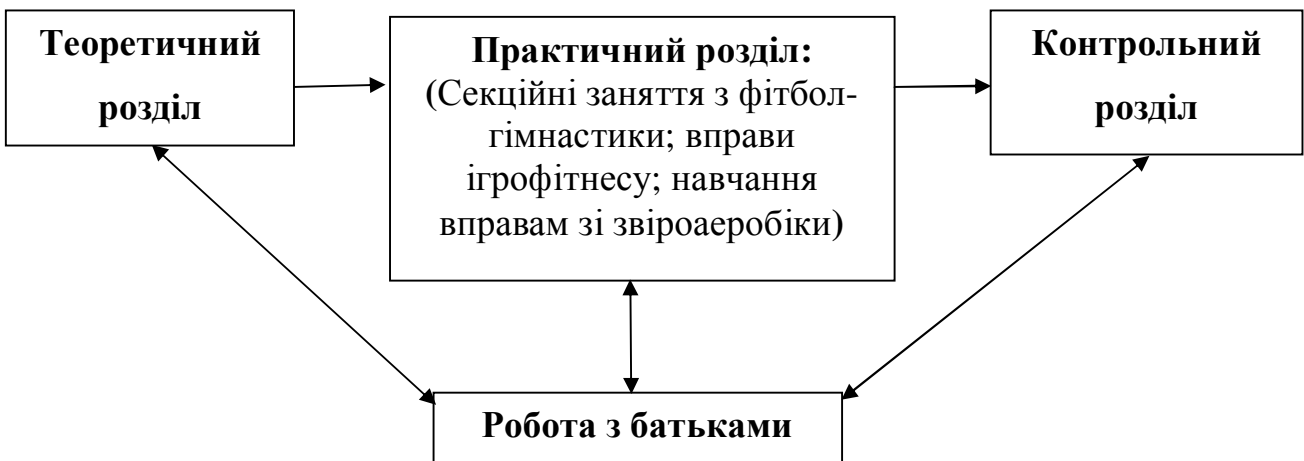 Теоретичний
розділ
Практичний розділ:
(Секційні заняття з фітбол-
гімнастики; вправи
ігрофітнесу; навчання
вправам зі звіроаеробіки)
Контрольний
розділ
Робота з батьками